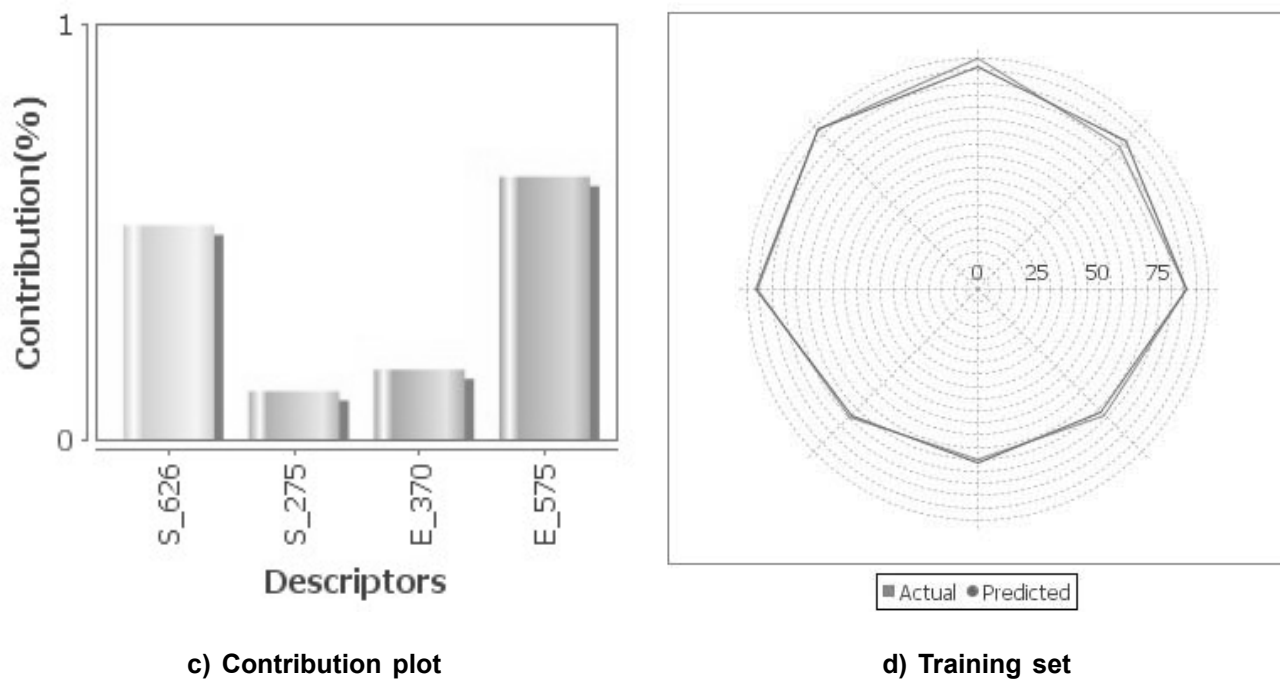 1
Contribution(%)
0
S_626
S_275
E_370
E_575
Descriptors
c) Contribution plot
0 25 50 75
Actual Predicted
d) Training set